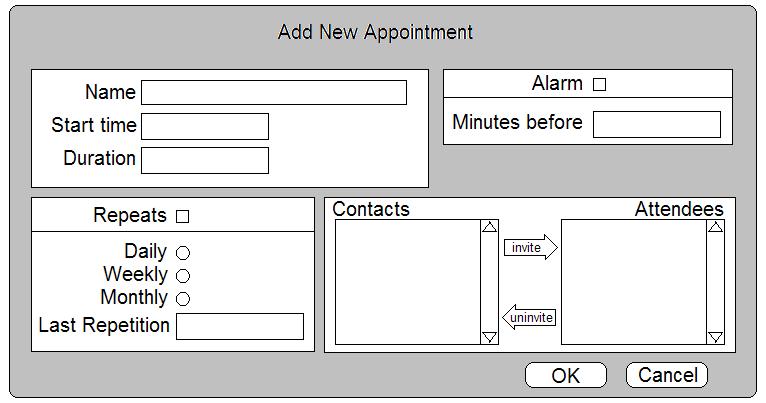 Add New Appointment
Name
Start time
Duration
Alarm
Minutes before
Repeats
Daily
Weekly
Monthly
Last Repetition
Contacts
Attendees
invite
uninvite
OK
Cancel